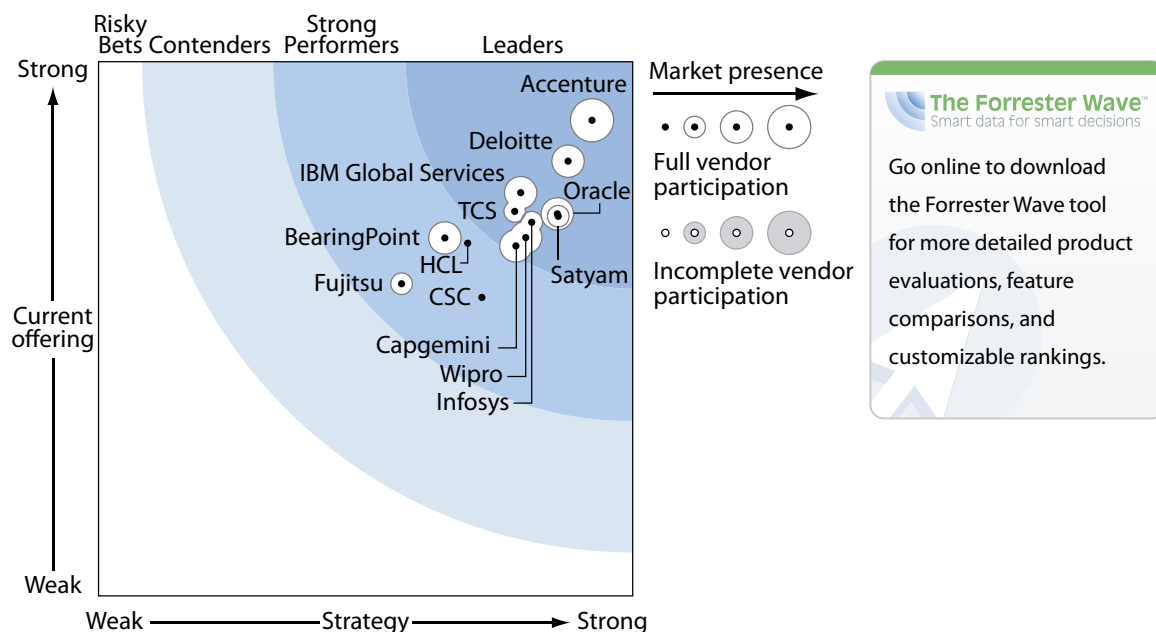 Risky
Bets
Contenders
Strong
Performers
Leaders
Strong
Current
offering
Weak
Accenture
Deloitte
IBM Global Services
Oracle
TCS
BearingPoint
HCL
Satyam
Fujitsu
CSC
Capgemini
Wipro
Infosys
Weak
Strategy
Strong
Market presence
Full vendor
participation
Incomplete vendor
participation
The Forrester Wave™
Smart data for smart decisions
Go online to download
the Forrester Wave tool
for more detailed product
evaluations, feature
comparisons, and
customizable rankings.